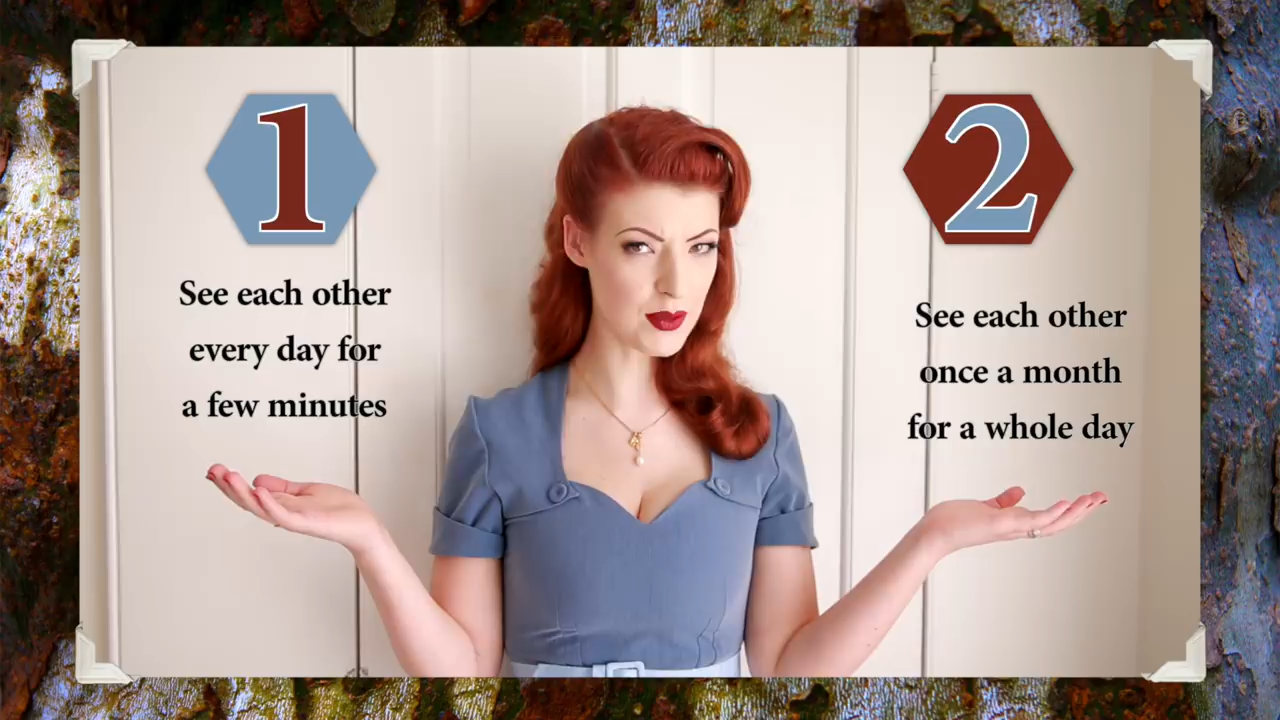 1
See each other
every day for
a few minutes
2
See each other
once a month
for a whole day